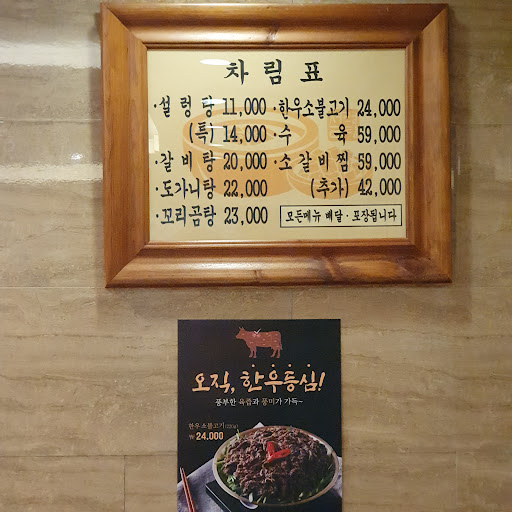 차림표
·설렁탕 11,000
(특) 14,000
·갈비탕 20,000
·도가니탕 22,000
·꼬리곰탕 23,000
·한우소불고기 24,000
·수육 59,000
·소갈비찜 59,000
(추가) 42,000
모든메뉴 배달·포장됩니다
오직, 한우등심!
풍부한 육즙과 풍미가 가득~
한우소불고기(220g)
₩24.000